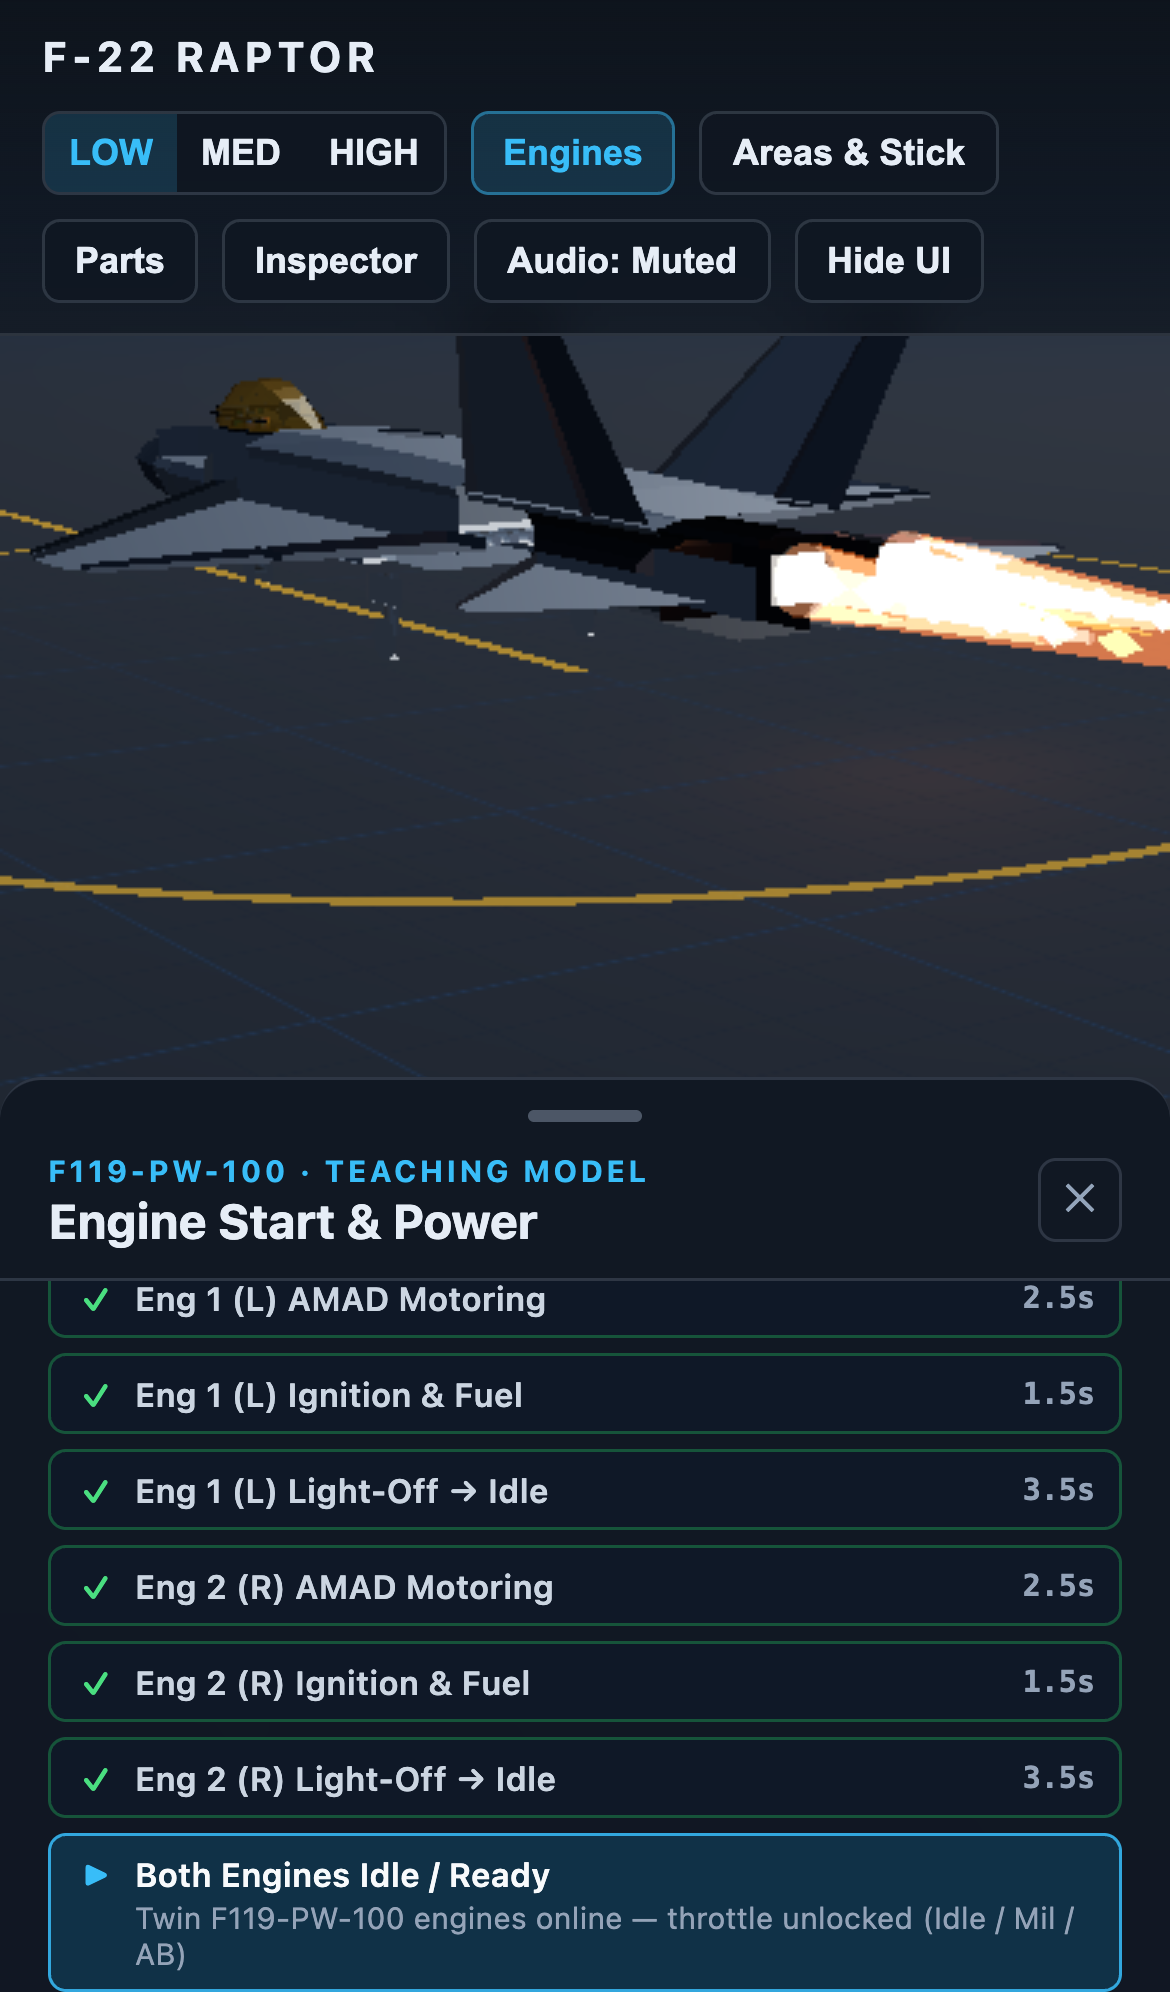 F-22 RAPTOR
LOW MED HIGH Engines Areas & Stick
Parts Inspector Audio: Muted Hide UI
F119-PW-100 · TEACHING MODEL
Engine Start & Power
Eng 1 (L) AMAD Motoring 2.5s
Eng 1 (L) Ignition & Fuel 1.5s
Eng 1 (L) Light-Off → Idle 3.5s
Eng 2 (R) AMAD Motoring 2.5s
Eng 2 (R) Ignition & Fuel 1.5s
Eng 2 (R) Light-Off → Idle 3.5s
Both Engines Idle / Ready
Twin F119-PW-100 engines online — throttle unlocked (Idle / Mil /
AB)